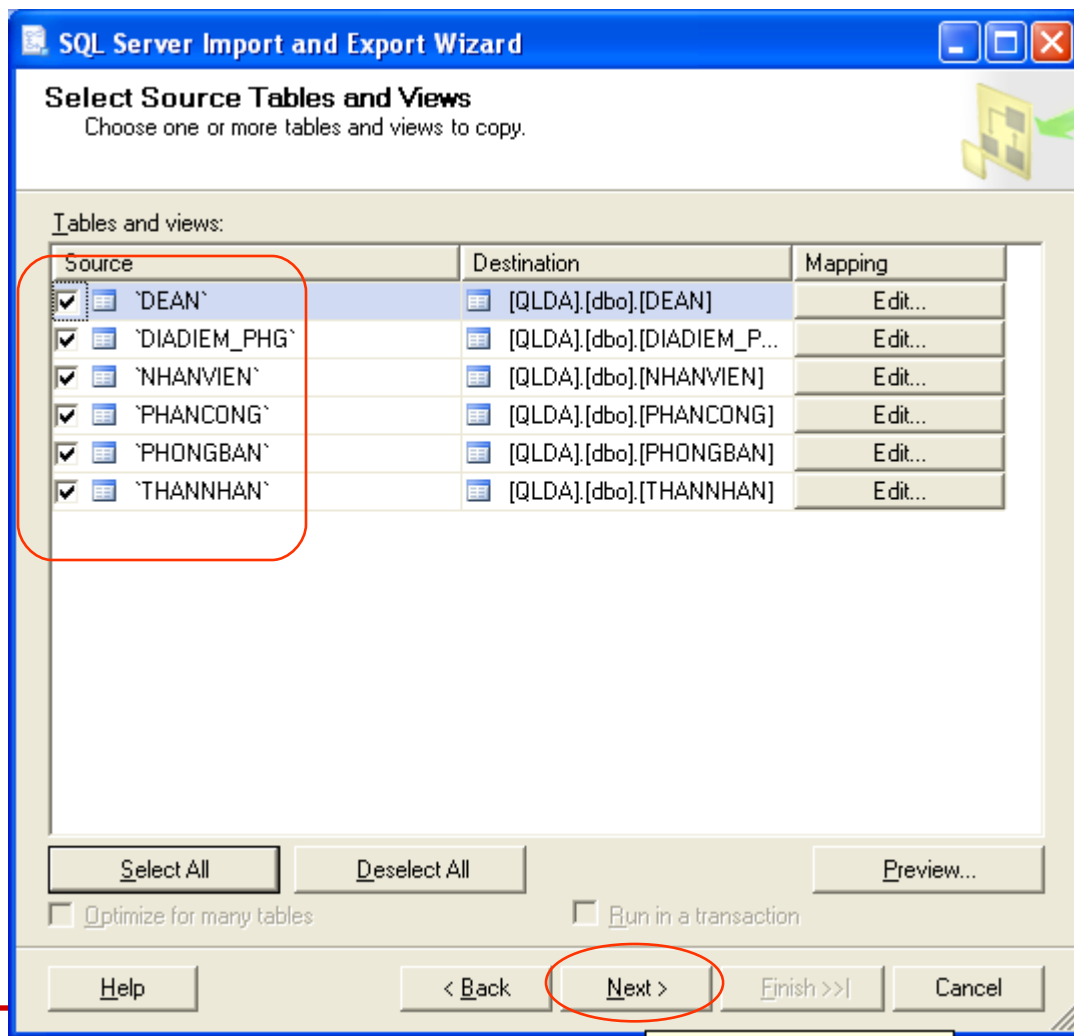 SQL Server Import and Export Wizard
Select Source Tables and Views
Choose one or more tables and views to copy.
Tables and views:
Source Destination Mapping
`DEAN` [QLDA].[dbo].[DEAN] Edit...
`DIADIEM_PHG` [QLDA].[dbo].[DIADIEM_P... Edit...
`NHANVIEN` [QLDA].[dbo].[NHANVIEN] Edit...
`PHANCONG` [QLDA].[dbo].[PHANCONG] Edit...
`PHONGBAN` [QLDA].[dbo].[PHONGBAN] Edit...
`THANNHAN` [QLDA].[dbo].[THANNHAN] Edit...
Select All Deselect All Preview...
Optimize for many tables Run in a transaction
Help < Back Next > Finish >>| Cancel